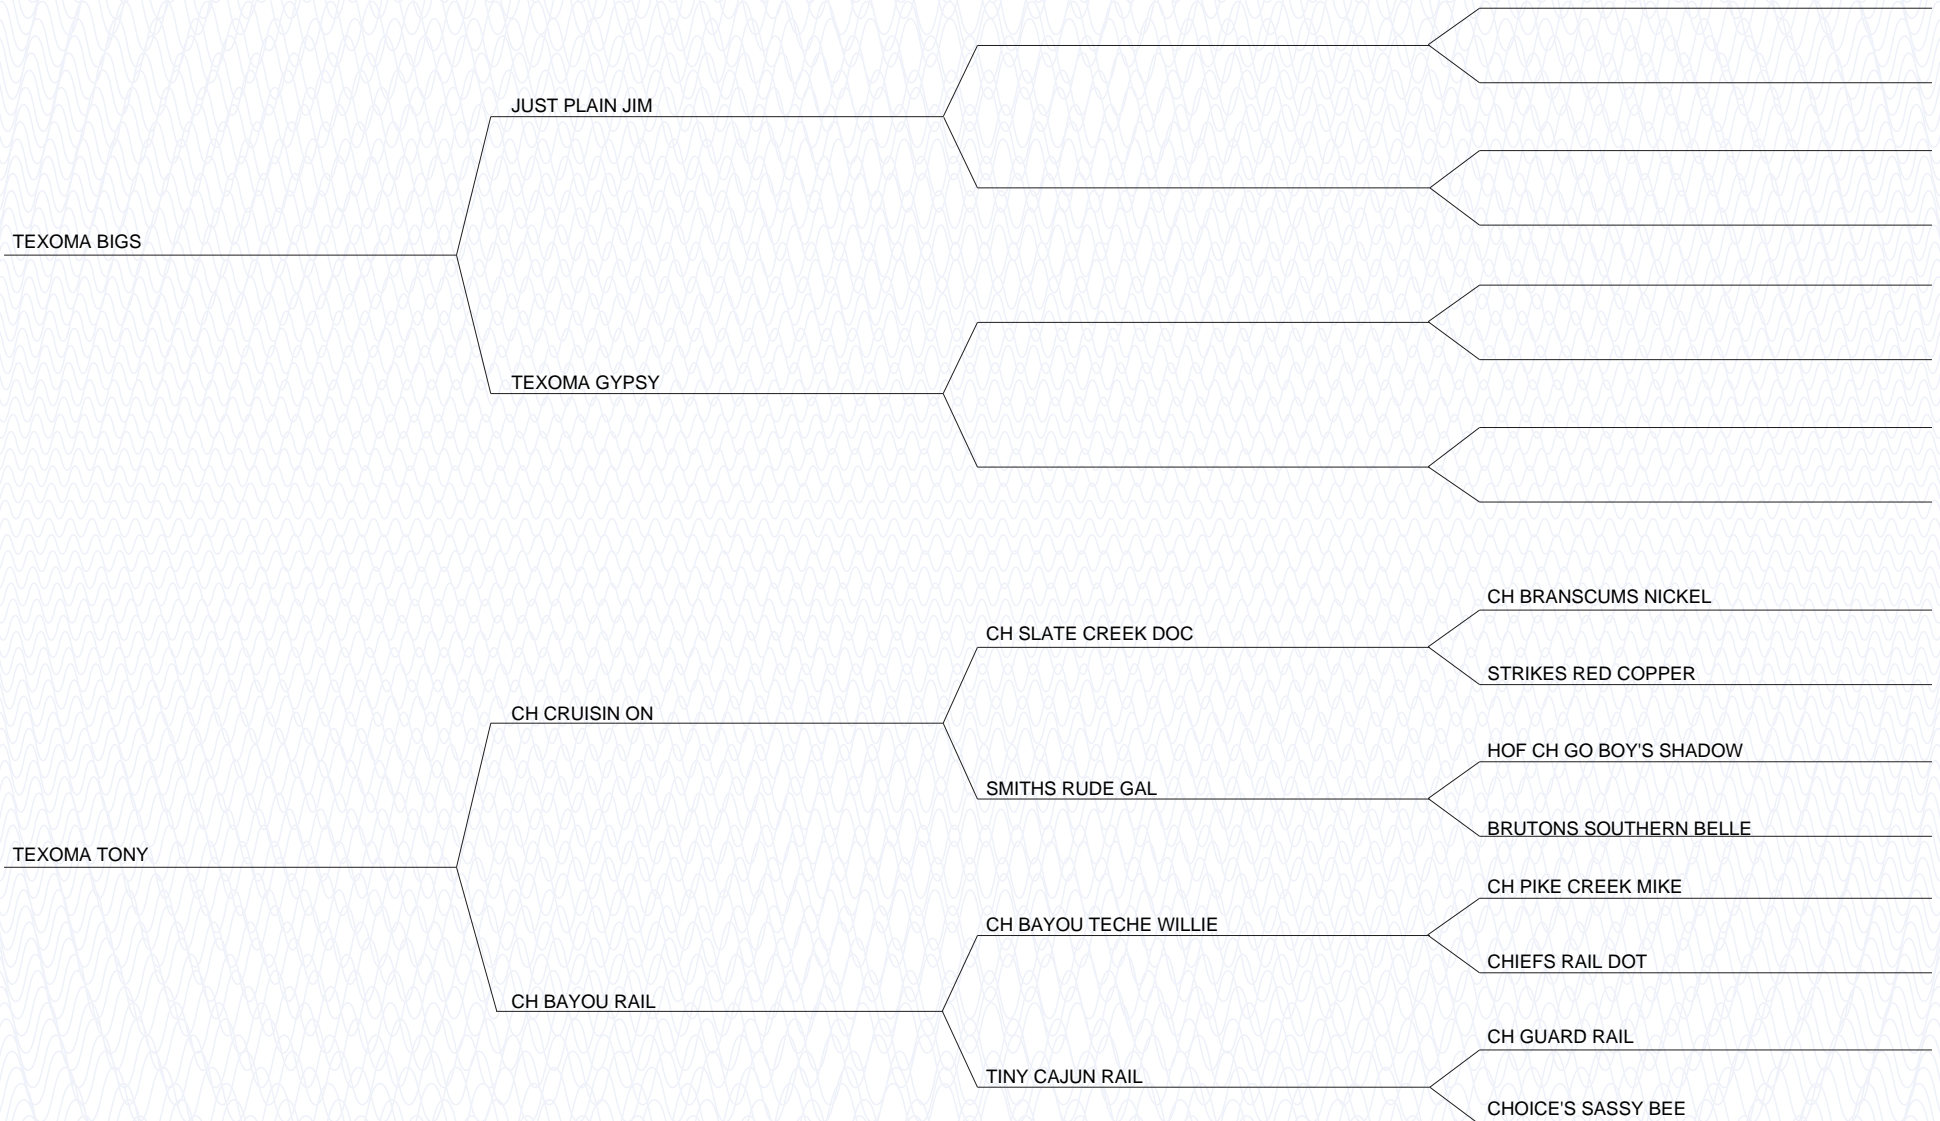 JUST PLAIN JIM
TEXOMA BIGS
TEXOMA GYPSY
CH BRANSCUMS NICKEL
CH SLATE CREEK DOC
STRIKES RED COPPER
CH CRUISIN ON
HOF CH GO BOY'S SHADOW
SMITHS RUDE GAL
BRUTONS SOUTHERN BELLE
TEXOMA TONY
CH PIKE CREEK MIKE
CH BAYOU TECHE WILLIE
CHIEFS RAIL DOT
CH BAYOU RAIL
CH GUARD RAIL
TINY CAJUN RAIL
CHOICE'S SASSY BEE